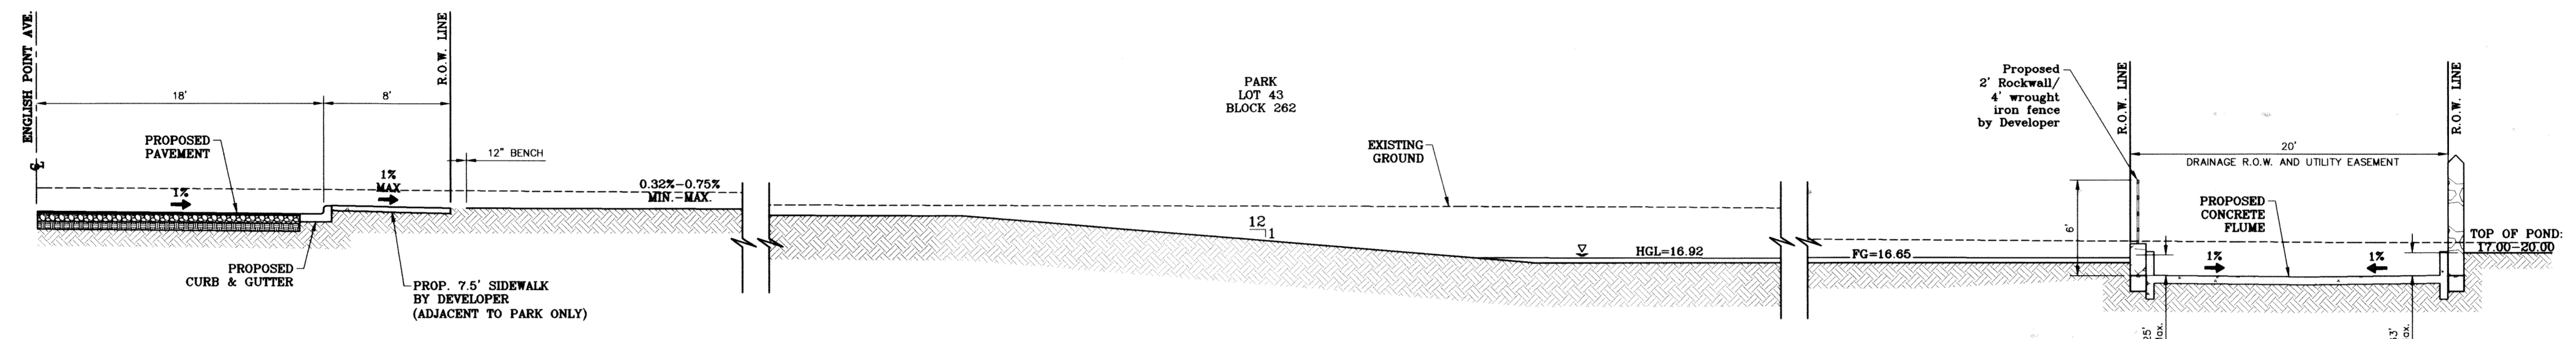 ENGLISH POINT AVE.
R.O.W. LINE
18'
8'
PROPOSED
PAVEMENT
12" BENCH
1%
1%
MAX
0.32%-0.75%
MIN.-MAX.
PROPOSED
CURB & GUTTER
PROP. 7.5' SIDEWALK
BY DEVELOPER
(ADJACENT TO PARK ONLY)
PARK
LOT 43
BLOCK 262
EXISTING
GROUND
12
1
HGL=16.92
FG=16.65
Proposed
2' Rockwall/
4' wrought
iron fence
by Developer
R.O.W. LINE
R.O.W. LINE
20'
DRAINAGE R.O.W. AND UTILITY EASEMENT
6'
PROPOSED
CONCRETE
FLUME
1%
1%
TOP OF POND:
17.00-20.00